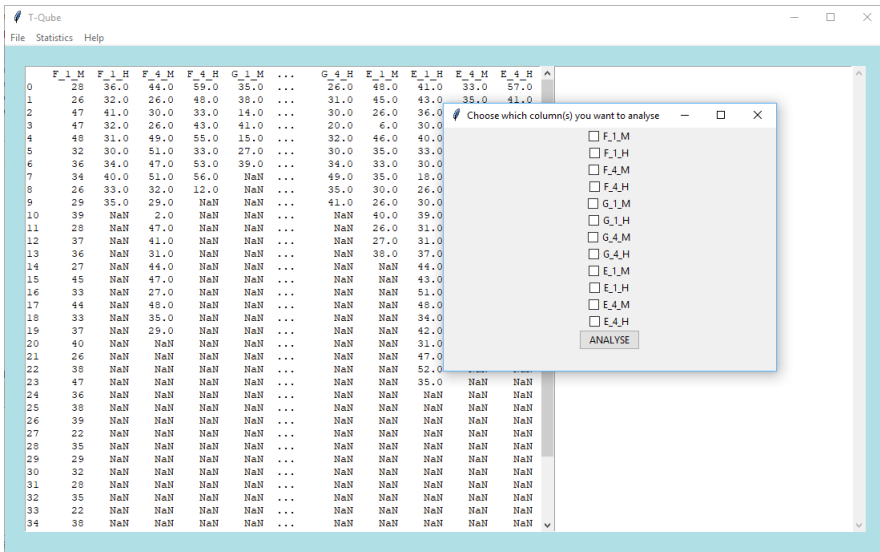 T-Qube
File Statistics Help
F_1_M F_1_H F_4_M F_4_H G_1_M ... G_4_H E_1_M E_1_H E_4_M E_4_H
0 28 36.0 44.0 59.0 35.0 ... 26.0 48.0 41.0 33.0 57.0
1 26 32.0 26.0 48.0 38.0 ... 31.0 45.0 43.0 35.0 41.0
2 47 41.0 30.0 33.0 14.0 ... 30.0 26.0 36.0
3 47 32.0 26.0 43.0 41.0 ... 20.0 6.0 30.0
4 48 31.0 49.0 55.0 15.0 ... 32.0 46.0 40.0
5 32 30.0 51.0 33.0 27.0 ... 30.0 35.0 33.0
6 36 34.0 47.0 53.0 39.0 ... 34.0 33.0 30.0
7 34 40.0 51.0 56.0 NaN ... 49.0 35.0 18.0
8 26 33.0 32.0 12.0 NaN ... 35.0 30.0 26.0
9 29 35.0 29.0 NaN NaN ... 41.0 26.0 30.0
10 39 NaN 2.0 NaN NaN ... NaN 40.0 39.0
11 28 NaN 47.0 NaN NaN ... NaN 26.0 31.0
12 37 NaN 41.0 NaN NaN ... NaN 27.0 31.0
13 36 NaN 31.0 NaN NaN ... NaN 38.0 37.0
14 27 NaN 44.0 NaN NaN ... NaN NaN 44.0
15 45 NaN 47.0 NaN NaN ... NaN NaN 43.0
16 33 NaN 27.0 NaN NaN ... NaN NaN 51.0
17 44 NaN 48.0 NaN NaN ... NaN NaN 48.0
18 33 NaN 35.0 NaN NaN ... NaN NaN 34.0
19 37 NaN 29.0 NaN NaN ... NaN NaN 42.0
20 40 NaN NaN NaN NaN ... NaN NaN 31.0
21 26 NaN NaN NaN NaN ... NaN NaN 47.0
22 38 NaN NaN NaN NaN ... NaN NaN 52.0
23 47 NaN NaN NaN NaN ... NaN NaN 35.0 NaN NaN
24 36 NaN NaN NaN NaN ... NaN NaN NaN NaN NaN
25 38 NaN NaN NaN NaN ... NaN NaN NaN NaN NaN
26 39 NaN NaN NaN NaN ... NaN NaN NaN NaN NaN
27 22 NaN NaN NaN NaN ... NaN NaN NaN NaN NaN
28 35 NaN NaN NaN NaN ... NaN NaN NaN NaN NaN
29 29 NaN NaN NaN NaN ... NaN NaN NaN NaN NaN
30 32 NaN NaN NaN NaN ... NaN NaN NaN NaN NaN
31 28 NaN NaN NaN NaN ... NaN NaN NaN NaN NaN
32 35 NaN NaN NaN NaN ... NaN NaN NaN NaN NaN
33 22 NaN NaN NaN NaN ... NaN NaN NaN NaN NaN
34 38 NaN NaN NaN NaN ... NaN NaN NaN NaN NaN
Choose which column(s) you want to analyse
F_1_M
F_1_H
F_4_M
F_4_H
G_1_M
G_1_H
G_4_M
G_4_H
E_1_M
E_1_H
E_4_M
E_4_H
ANALYSE